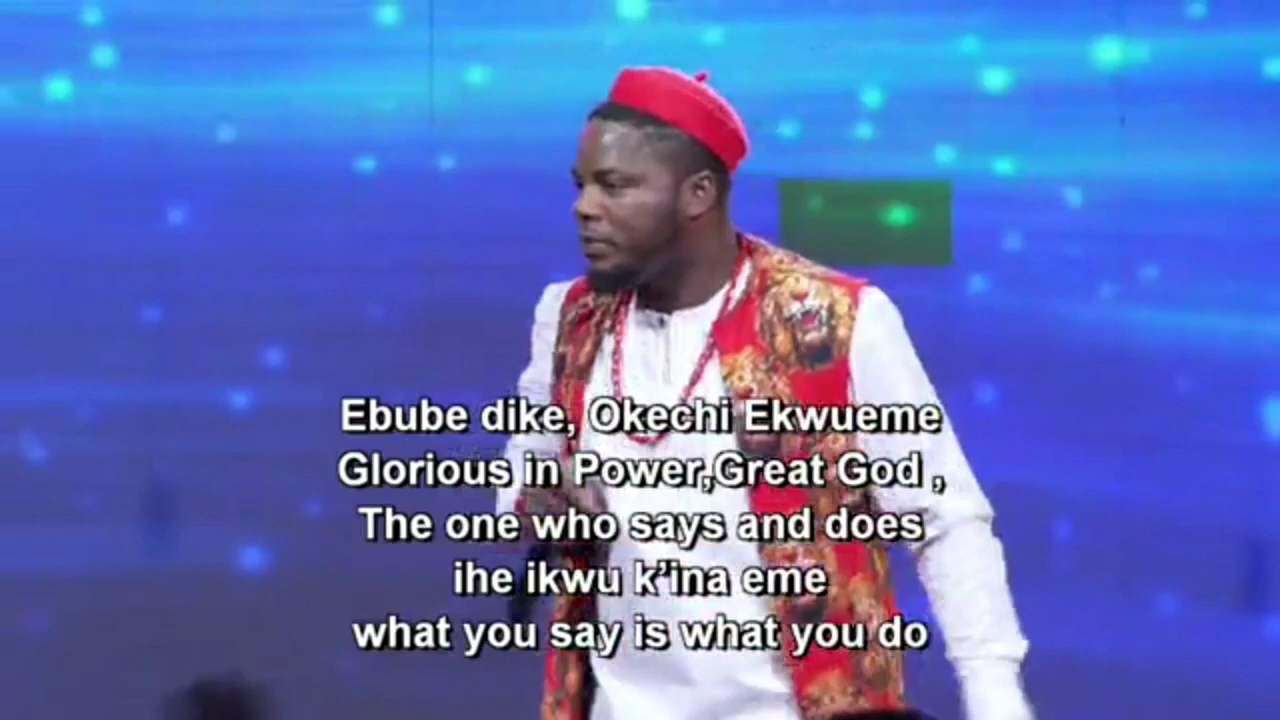 Ebube dike, Okechi Ekwueme
Glorious in Power,Great God ,
The one who says and does
ihe ikwu k'ina eme
what you say is what you do